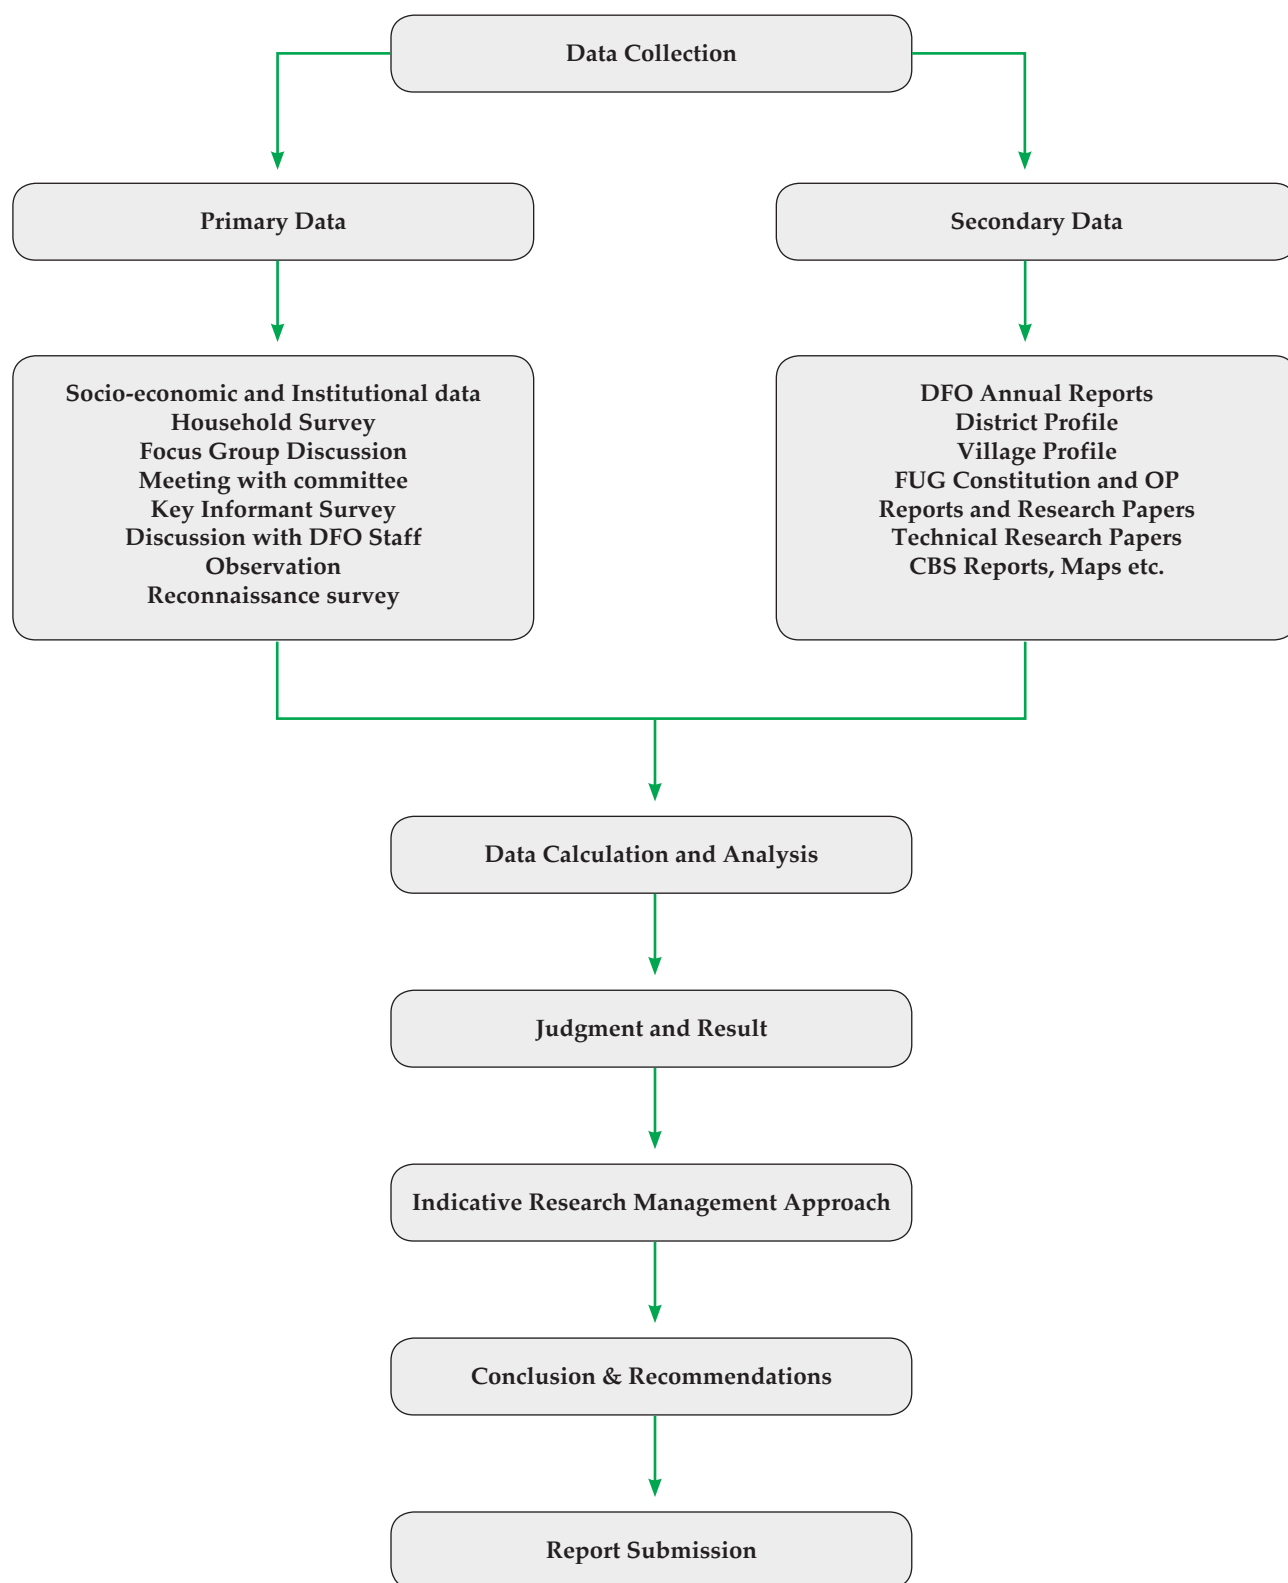 Data Collection
Primary Data
Secondary Data
Socio-economic and Institutional data
Household Survey
Focus Group Discussion
Meeting with committee
Key Informant Survey
Discussion with DFO Staff
Observation
Reconnaissance survey
DFO Annual Reports
District Profile
Village Profile
FUG Constitution and OP
Reports and Research Papers
Technical Research Papers
CBS Reports, Maps etc.
Data Calculation and Analysis
Judgment and Result
Indicative Research Management Approach
Conclusion & Recommendations
Report Submission